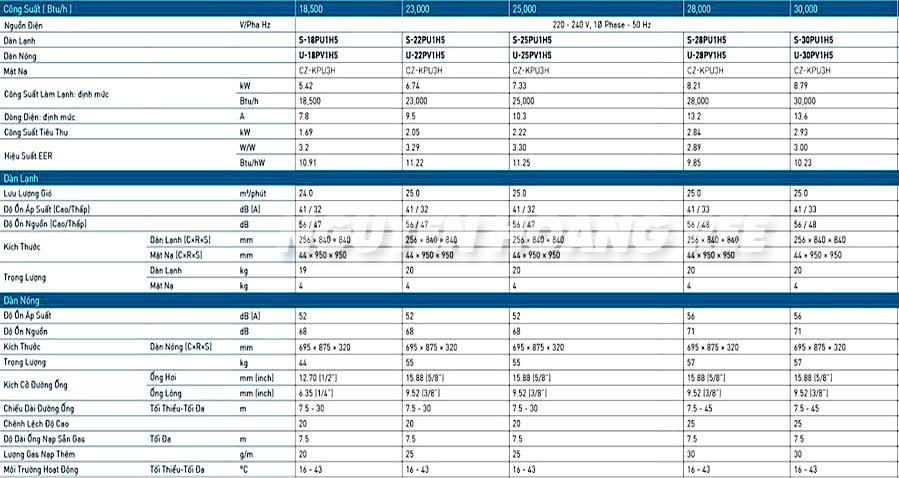 Công Suất ( Btu/h ) 18,500 23,000 25,000 28,000 30,000
Nguồn Điện V/Pha Hz 220 - 240 V, 1Ø Phase - 50 Hz
Dàn Lạnh S-18PU1H5 S-22PU1H5 S-25PU1H5 S-28PU1H5 S-30PU1H5
Dàn Nóng U-18PV1H5 U-22PV1H5 U-25PV1H5 U-28PV1H5 U-30PV1H5
Mặt Nạ CZ-KPU3H CZ-KPU3H CZ-KPU3H CZ-KPU3H CZ-KPU3H
Công Suất Làm Lạnh: định mức kW 5.42 6.74 7.33 8.21 8.79
Btu/h 18,500 23,000 25,000 28,000 30,000
Dòng Điện: định mức A 7.8 9.5 10.3 13.2 13.6
Công Suất Tiêu Thụ kW 1.69 2.05 2.22 2.84 2.93
Hiệu Suất EER W/W 3.2 3.29 3.30 2.89 3.00
Btu/hW 10.91 11.22 11.25 9.85 10.23
Dàn Lạnh
Lưu Lượng Gió m³/phút 24.0 25.0 25.0 25.0 25.0
Độ Ồn Áp Suất (Cao/Thấp) dB (A) 41 / 32 41 / 32 41 / 32 41 / 33 41 / 33
Độ Ồn Nguồn (Cao/Thấp) dB 56 / 47 56 / 47 56 / 47 56 / 48 56 / 48
NGUYEN HOANG
Kích Thước Dàn Lạnh (C×R×S) mm 256 × 840 × 840 256 × 840 × 840 256 × 840 × 840 256 × 840 × 840 256 × 840 × 840
Mặt Nạ (C×R×S) mm 44 × 950 × 950 44 × 950 × 950 44 × 950 × 950 44 × 950 × 950 44 × 950 × 950
Trọng Lượng Dàn Lạnh kg 19 20 20 20 20
Mặt Nạ kg 4 4 4 4 4
Dàn Nóng
Độ Ồn Áp Suất dB (A) 52 52 52 56 56
Độ Ồn Nguồn dB 68 68 68 71 71
Kích Thước Dàn Nóng (C×R×S) mm 695 × 875 × 320 695 × 875 × 320 695 × 875 × 320 695 × 875 × 320 695 × 875 × 320
Trọng Lượng kg 44 55 55 57 57
Kích Cỡ Đường Ống Ống Hơi mm (inch) 12.70 (1/2") 15.88 (5/8") 15.88 (5/8") 15.88 (5/8") 15.88 (5/8")
Ống Lỏng mm (inch) 6.35 (1/4") 9.52 (3/8") 9.52 (3/8") 9.52 (3/8") 9.52 (3/8")
Chiều Dài Đường Ống Tối Thiểu-Tối Đa m 7.5 - 30 7.5 - 30 7.5 - 30 7.5 - 45 7.5 - 45
Chênh Lệch Độ Cao 20 20 20 25 25
Độ Dài Ống Nạp Sẵn Gas Tối Đa m 7.5 7.5 7.5 7.5 7.5
Lượng Gas Nạp Thêm g/m 20 25 25 30 30
Môi Trường Hoạt Động Tối Thiểu-Tối Đa °C 16 - 43 16 - 43 16 - 43 16 - 43 16 - 43